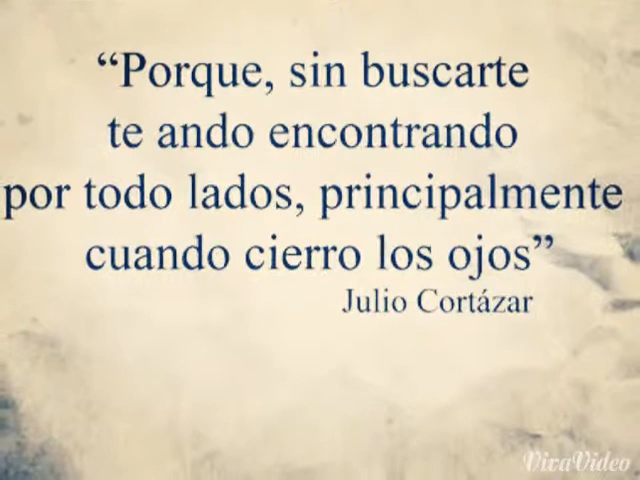 “Porque, sin buscarte
te ando encontrando
por todo lados, principalmente
cuando cierro los ojos”
Julio Cortázar
VivaVideo